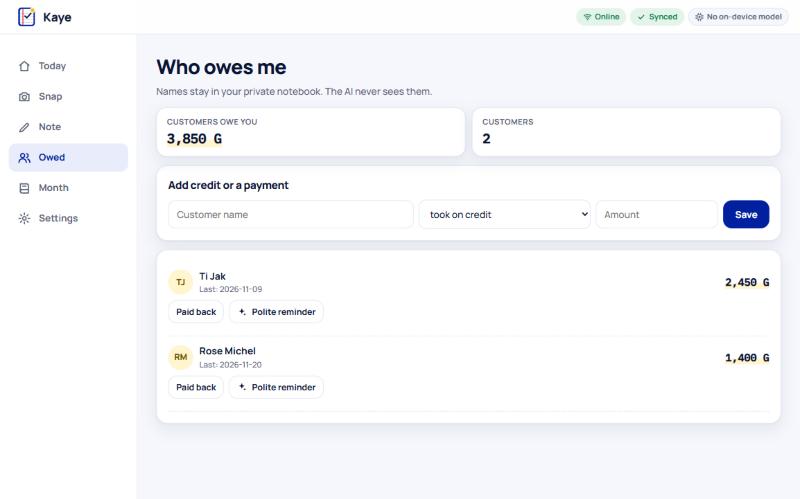 Kaye
Online
Synced
No on-device model
Today
Snap
Note
Owed
Month
Settings
Who owes me
Names stay in your private notebook. The AI never sees them.
CUSTOMERS OWE YOU
3,850 G
CUSTOMERS
2
Add credit or a payment
Customer name
took on credit
Amount
Save
TJ
Ti Jak
Last: 2026-11-09
2,450 G
Paid back
Polite reminder
RM
Rose Michel
Last: 2026-11-20
1,400 G
Paid back
Polite reminder